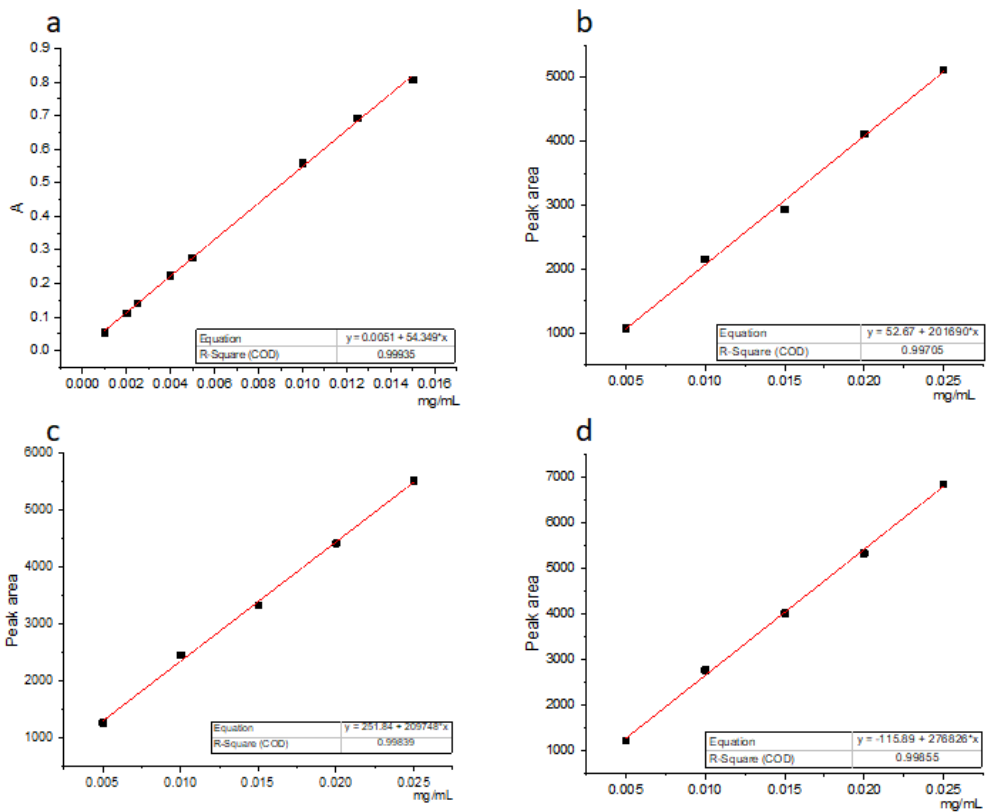 a
0.9
0.8
0.7
0.6
0.5
0.4
0.3
0.2
0.1
0.0
A
Equation y = 0.0051 + 54.349*x
R-Square (COD) 0.99935
0.000 0.002 0.004 0.006 0.008 0.010 0.012 0.014 0.016
mg/mL
b
5000
4000
3000
2000
1000
Peak area
Equation y = 52.67 + 201690*x
R-Square (COD) 0.99705
0.005 0.010 0.015 0.020 0.025
mg/mL
c
6000
5000
4000
3000
2000
1000
Peak area
Equation y = 251.84 + 209748*x
R-Square (COD) 0.99839
0.005 0.010 0.015 0.020 0.025
mg/mL
d
7000
6000
5000
4000
3000
2000
1000
Peak area
Equation y = -115.89 + 276826*x
R-Square (COD) 0.99855
0.005 0.010 0.015 0.020 0.025
mg/mL